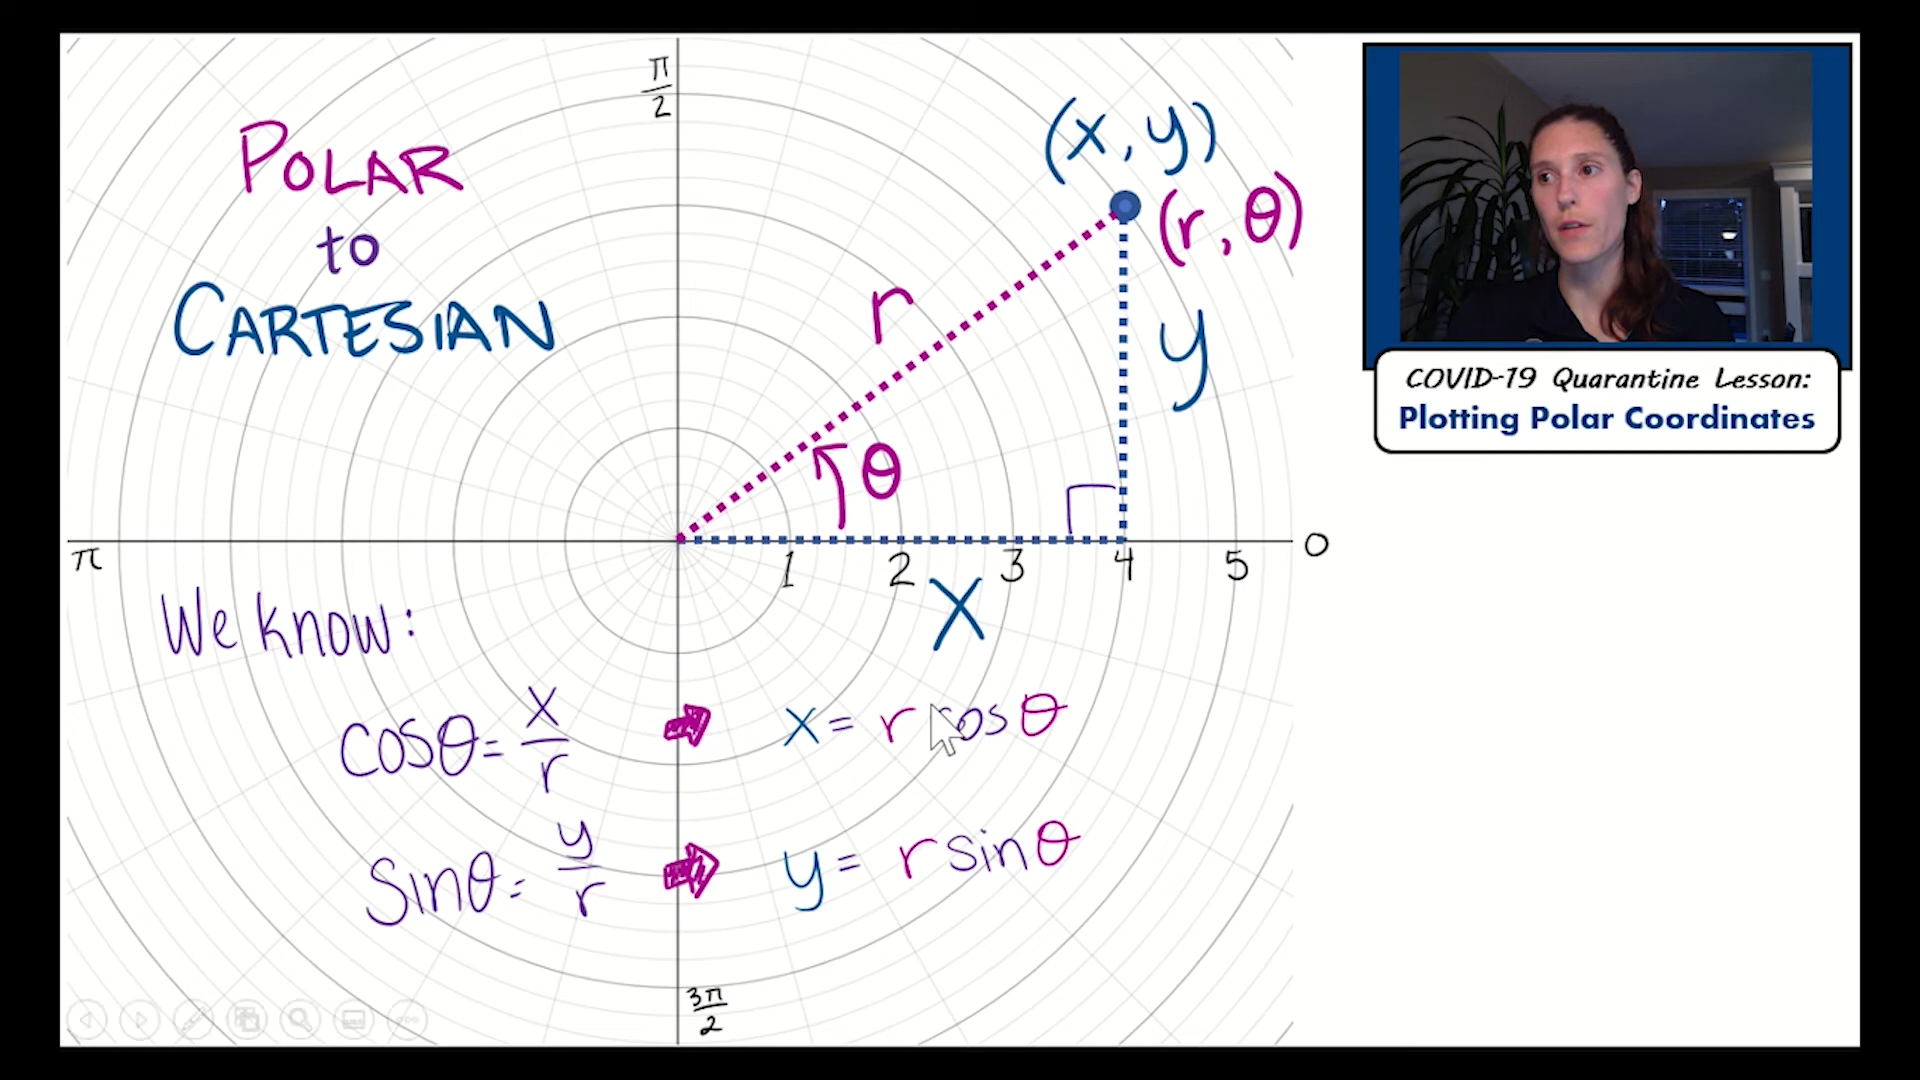 POLAR
to
CARTESIAN
π/2
(x, y)
(r, θ)
r
y
θ
π
0
1 2 3 4 5
x
We know:
cosθ = x/r ➡ x = r cosθ
sinθ = y/r ➡ y = r sinθ
3π/2
COVID-19 Quarantine Lesson:
Plotting Polar Coordinates